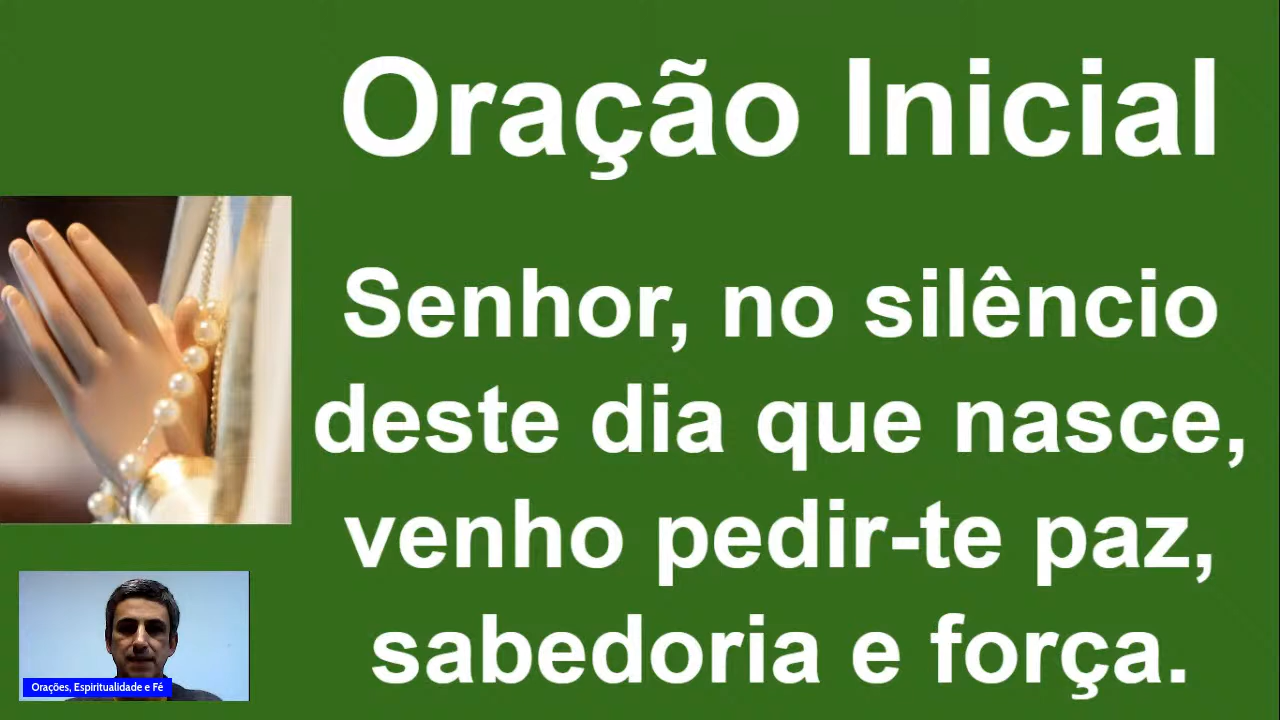 Oração Inicial
Senhor, no silêncio
deste dia que nasce,
venho pedir-te paz,
sabedoria e força.
Orações, Espiritualidade e Fé